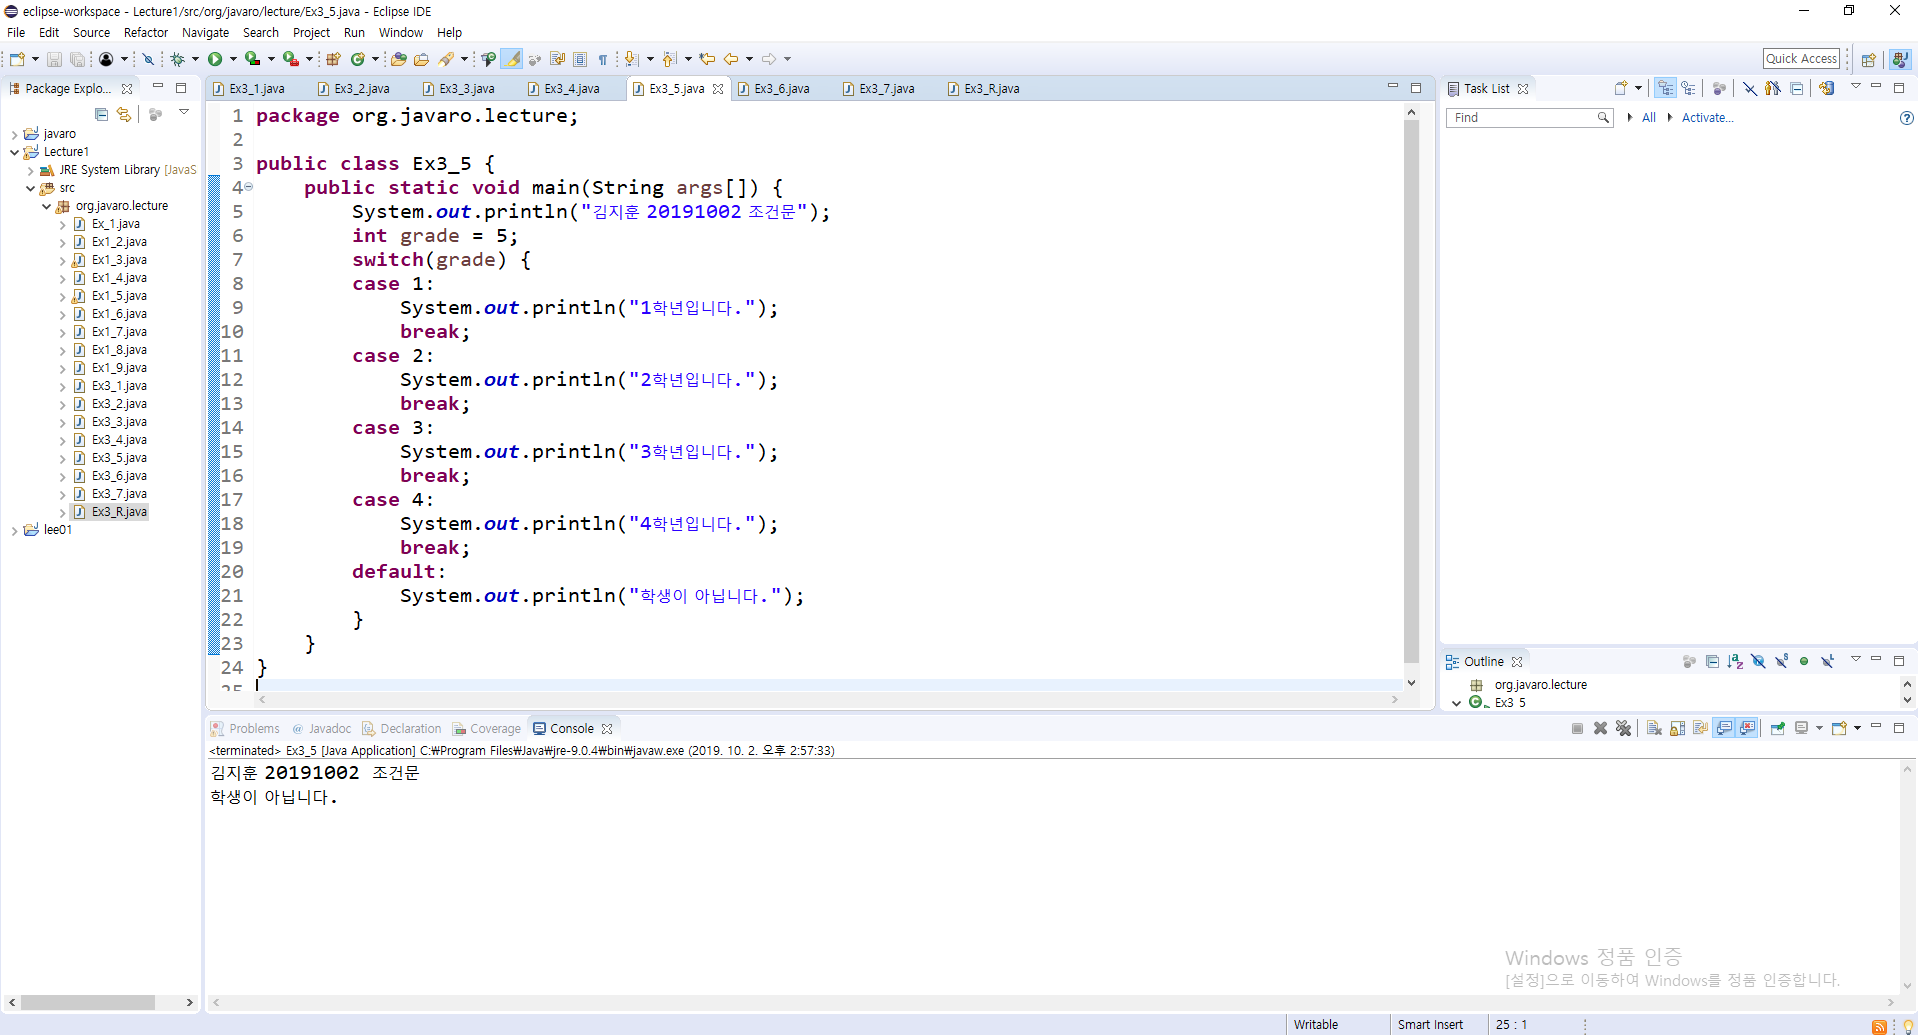 eclipse-workspace - Lecture1/src/org/javaro/lecture/Ex3_5.java - Eclipse IDE
File Edit Source Refactor Navigate Search Project Run Window Help
Quick Access
Package Explo...
javaro
Lecture1
JRE System Library [JavaS
src
org.javaro.lecture
Ex_1.java
Ex1_2.java
Ex1_3.java
Ex1_4.java
Ex1_5.java
Ex1_6.java
Ex1_7.java
Ex1_8.java
Ex1_9.java
Ex3_1.java
Ex3_2.java
Ex3_3.java
Ex3_4.java
Ex3_5.java
Ex3_6.java
Ex3_7.java
Ex3_R.java
lee01
Ex3_1.java Ex3_2.java Ex3_3.java Ex3_4.java Ex3_5.java Ex3_6.java Ex3_7.java Ex3_R.java
1 package org.javaro.lecture;
2
3 public class Ex3_5 {
4 public static void main(String args[]) {
5 System.out.println("김지훈 20191002 조건문");
6 int grade = 5;
7 switch(grade) {
8 case 1:
9 System.out.println("1학년입니다.");
10 break;
11 case 2:
12 System.out.println("2학년입니다.");
13 break;
14 case 3:
15 System.out.println("3학년입니다.");
16 break;
17 case 4:
18 System.out.println("4학년입니다.");
19 break;
20 default:
21 System.out.println("학생이 아닙니다.");
22 }
23 }
24 }
25
Task List
Find
All Activate...
Outline
org.javaro.lecture
Ex3_5
Problems @ Javadoc Declaration Coverage Console
<terminated> Ex3_5 [Java Application] C:₩Program Files₩Java₩jre-9.0.4₩bin₩javaw.exe (2019. 10. 2. 오후 2:57:33)
김지훈 20191002 조건문
학생이 아닙니다.
Windows 정품 인증
[설정]으로 이동하여 Windows를 정품 인증합니다.
Writable Smart Insert 25 : 1